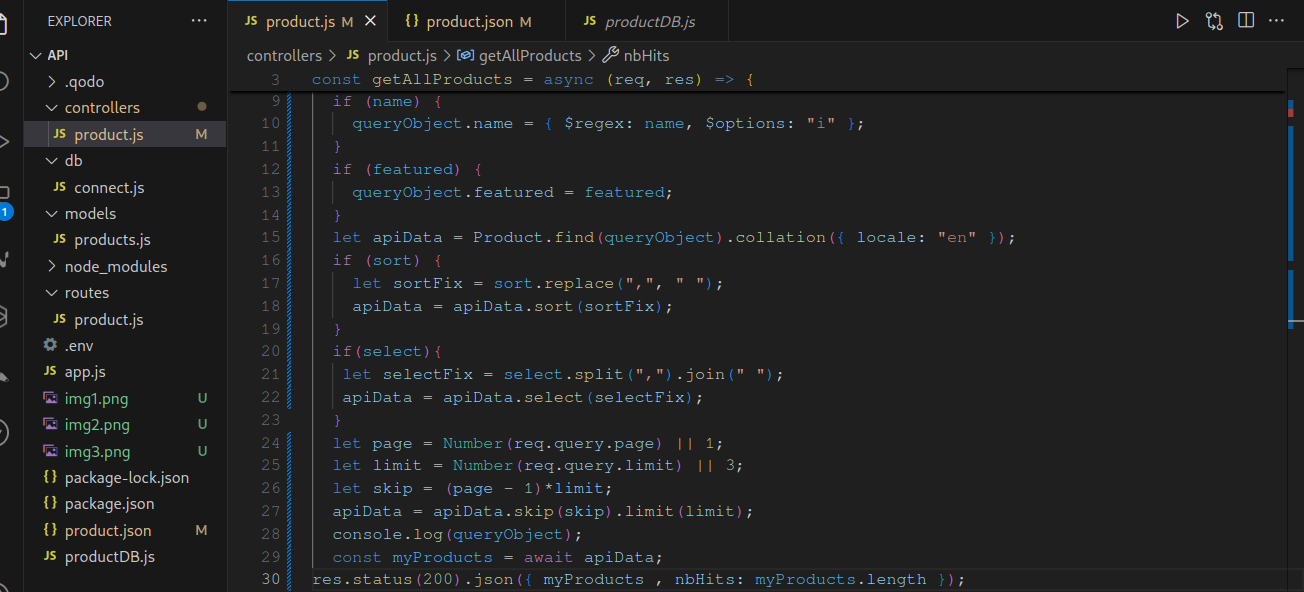 EXPLORER ...
API
.qodo
controllers
JS product.js M
db
JS connect.js
models
JS products.js
node_modules
routes
JS product.js
.env
JS app.js
img1.png U
img2.png U
img3.png U
{} package-lock.json
{} package.json
{} product.json M
JS productDB.js
1
JS product.js M
{} product.json M
JS productDB.js
controllers > JS product.js > getAllProducts > nbHits
3 const getAllProducts = async (req, res) => {
9 if (name) {
10 queryObject.name = { $regex: name, $options: "i" };
11 }
12 if (featured) {
13 queryObject.featured = featured;
14 }
15 let apiData = Product.find(queryObject).collation({ locale: "en" });
16 if (sort) {
17 let sortFix = sort.replace(",", " ");
18 apiData = apiData.sort(sortFix);
19 }
20 if(select){
21 let selectFix = select.split(",").join(" ");
22 apiData = apiData.select(selectFix);
23 }
24 let page = Number(req.query.page) || 1;
25 let limit = Number(req.query.limit) || 3;
26 let skip = (page - 1)*limit;
27 apiData = apiData.skip(skip).limit(limit);
28 console.log(queryObject);
29 const myProducts = await apiData;
30 res.status(200).json({ myProducts , nbHits: myProducts.length });